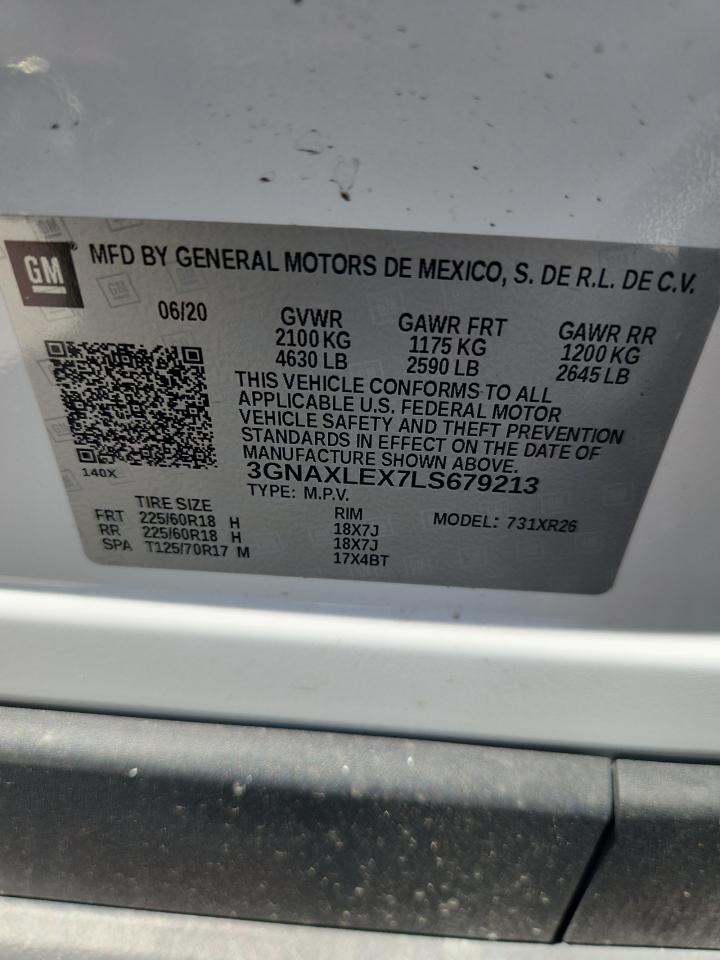 GM
MFD BY GENERAL MOTORS DE MEXICO, S. DE R.L. DE C.V.
06/20 GVWR GAWR FRT GAWR RR
2100 KG 1175 KG 1200 KG
4630 LB 2590 LB 2645 LB
THIS VEHICLE CONFORMS TO ALL
APPLICABLE U.S. FEDERAL MOTOR
VEHICLE SAFETY AND THEFT PREVENTION
STANDARDS IN EFFECT ON THE DATE OF
MANUFACTURE SHOWN ABOVE.
140X 3GNAXLEX7LS679213
TYPE: M.P.V.
TIRE SIZE RIM MODEL: 731XR26
FRT 225/60R18 H 18X7J
RR 225/60R18 H 18X7J
SPA T125/70R17 M 17X4BT